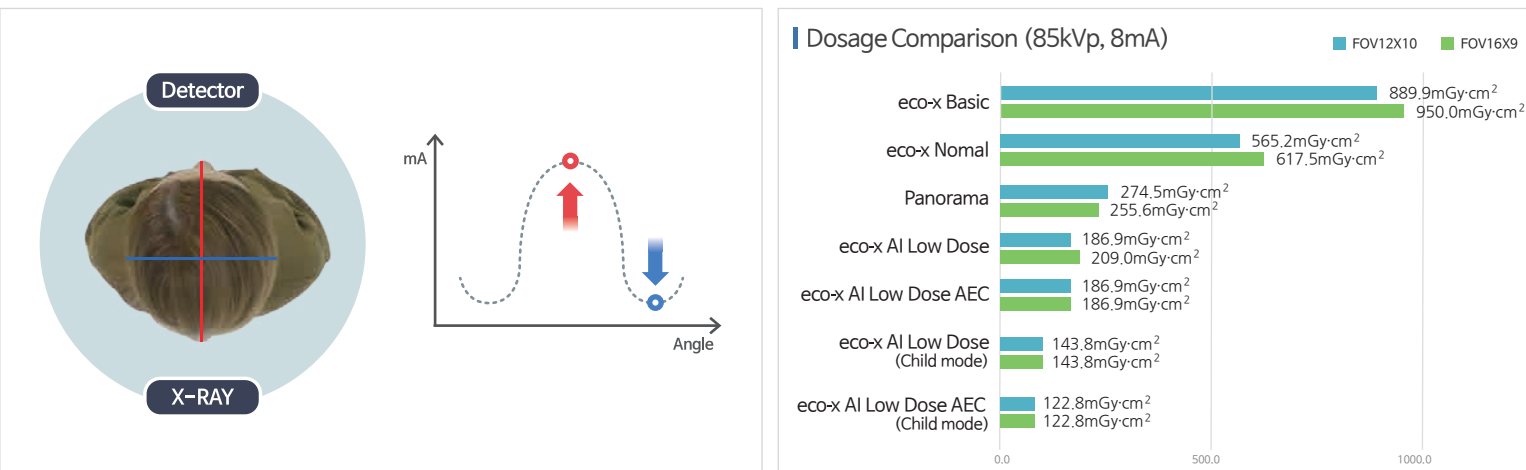 Detector
X-RAY
mA
Angle
Dosage Comparison (85kVp, 8mA)
FOV12X10
FOV16X9
eco-x Basic
889.9mGy·cm²
950.0mGy·cm²
eco-x Nomal
565.2mGy·cm²
617.5mGy·cm²
Panorama
274.5mGy·cm²
255.6mGy·cm²
eco-x AI Low Dose
186.9mGy·cm²
209.0mGy·cm²
eco-x AI Low Dose AEC
186.9mGy·cm²
186.9mGy·cm²
eco-x AI Low Dose
(Child mode)
143.8mGy·cm²
143.8mGy·cm²
eco-x AI Low Dose AEC
(Child mode)
122.8mGy·cm²
122.8mGy·cm²
0.0
500.0
1000.0